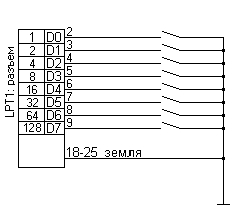 LPT1: разъем
1 D0 2
2 D1 3
4 D2 4
8 D3 5
16 D4 6
32 D5 7
64 D6 8
128 D7 9
18-25 земля